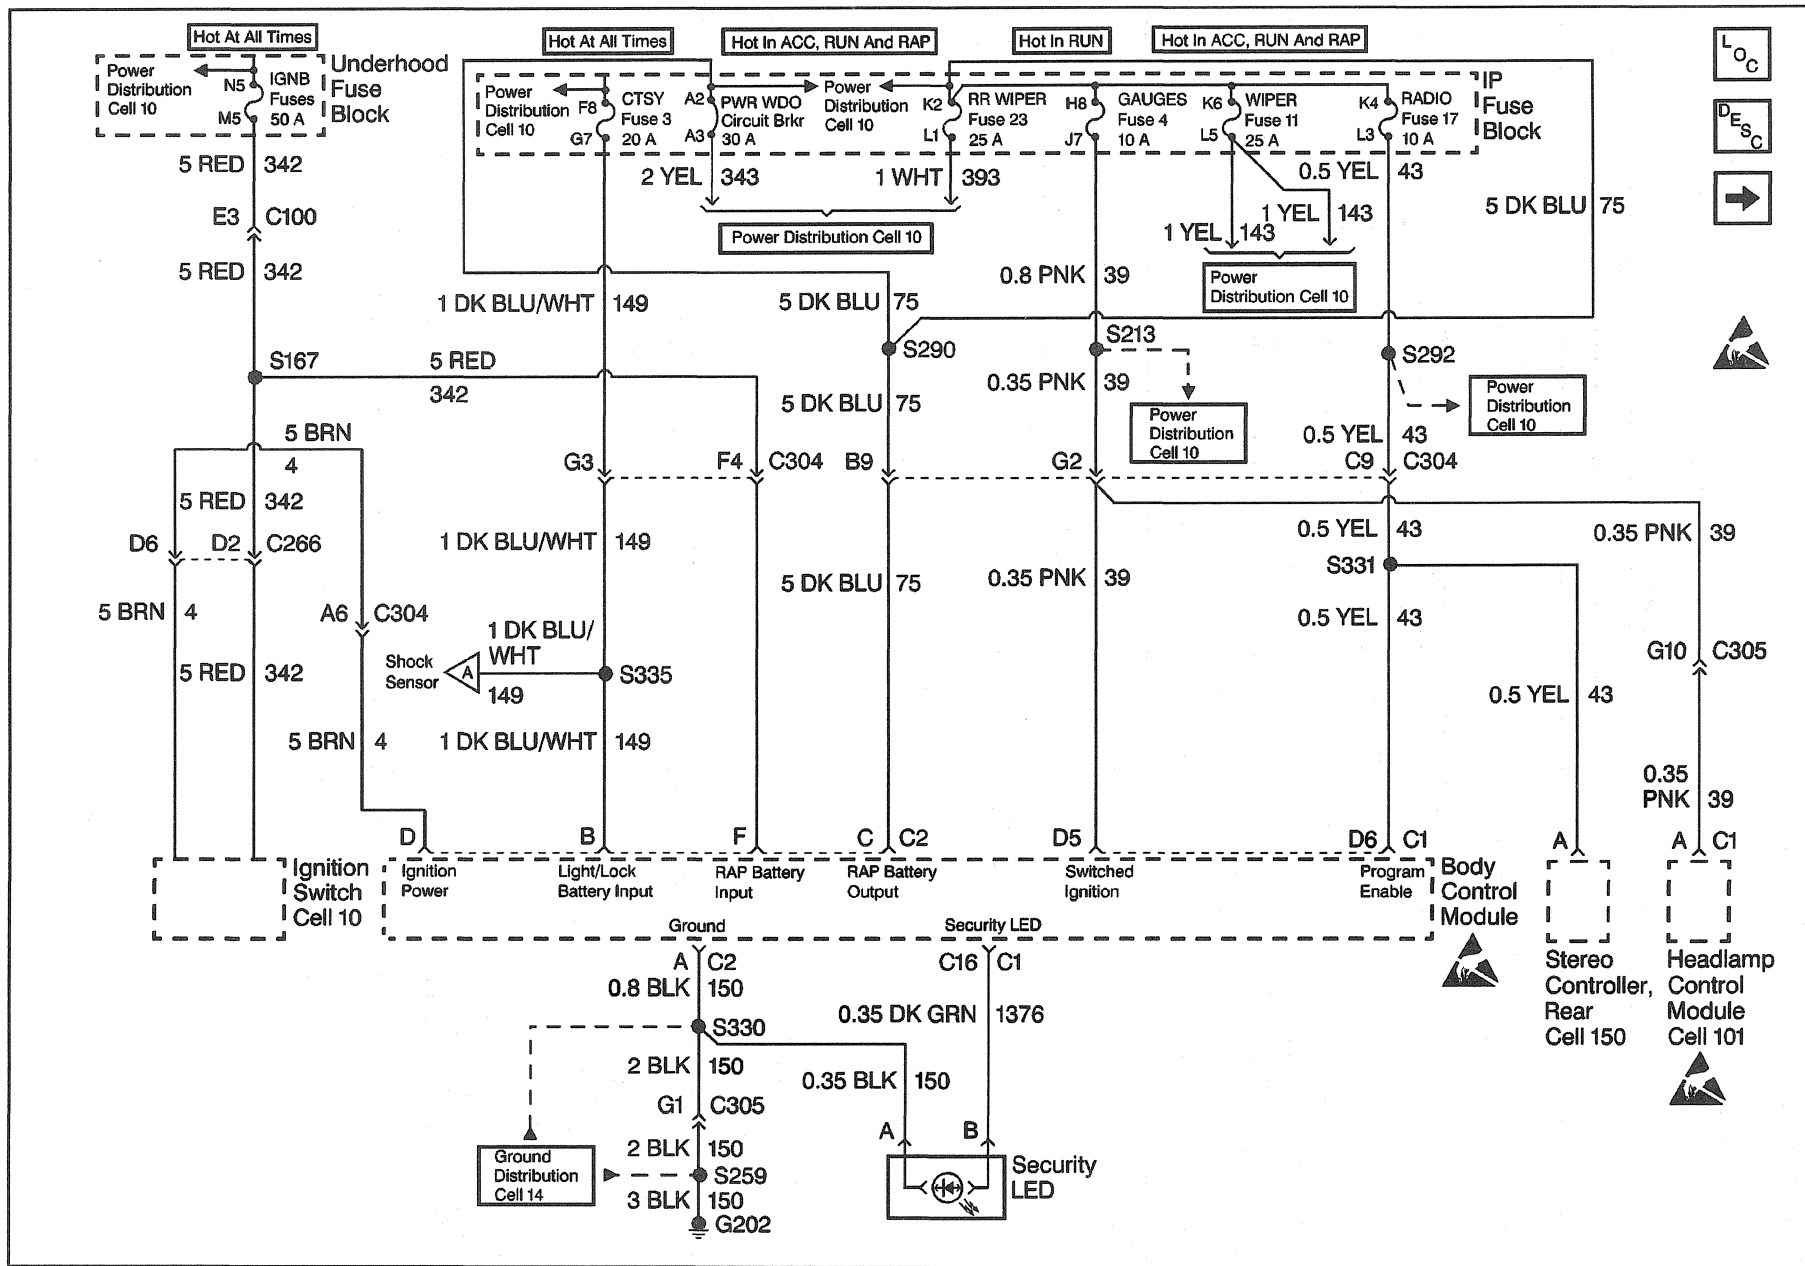 Hot At All Times
Hot At All Times
Hot In ACC, RUN And RAP
Hot In RUN
Hot In ACC, RUN And RAP
LOC
DESC
Power
Distribution
Cell 10
N5
M5
IGNB
Fuses
50 A
Underhood
Fuse
Block
Power
Distribution
Cell 10
F8
G7
CTSY
Fuse 3
20 A
A2
A3
PWR WDO
Circuit Brkr
30 A
Power
Distribution
Cell 10
K2
L1
RR WIPER
Fuse 23
25 A
H8
J7
GAUGES
Fuse 4
10 A
K6
L5
WIPER
Fuse 11
25 A
K4
L3
RADIO
Fuse 17
10 A
IP
Fuse
Block
5 RED 342
2 YEL 343
1 WHT 393
0.5 YEL 43
5 DK BLU 75
E3 C100
1 YEL 143
1 YEL 143
Power Distribution Cell 10
5 RED 342
0.8 PNK 39
Power
Distribution Cell 10
1 DK BLU/WHT 149
5 DK BLU 75
S167
5 RED
342
S290
S213
S292
0.35 PNK 39
5 DK BLU 75
Power
Distribution
Cell 10
Power
Distribution
Cell 10
5 BRN
4
0.5 YEL 43
G3
F4 C304
B9
G2
C9 C304
5 RED 342
D6
D2 C266
1 DK BLU/WHT 149
0.5 YEL 43
0.35 PNK 39
S331
5 DK BLU 75
0.35 PNK 39
5 BRN 4
A6 C304
0.5 YEL 43
1 DK BLU/
WHT
149
Shock
Sensor
A
S335
G10 C305
5 RED 342
0.5 YEL 43
5 BRN 4
1 DK BLU/WHT 149
0.35
PNK 39
D
B
F
C C2
D5
D6 C1
A
A C1
Ignition
Switch
Cell 10
Ignition
Power
Light/Lock
Battery Input
RAP Battery
Input
RAP Battery
Output
Switched
Ignition
Program
Enable
Body
Control
Module
Ground
Security LED
Stereo
Controller,
Rear
Cell 150
Headlamp
Control
Module
Cell 101
A C2
C16 C1
0.8 BLK 150
0.35 DK GRN 1376
S330
2 BLK 150
0.35 BLK 150
G1 C305
A
B
2 BLK 150
Ground
Distribution
Cell 14
S259
3 BLK 150
G202
Security
LED